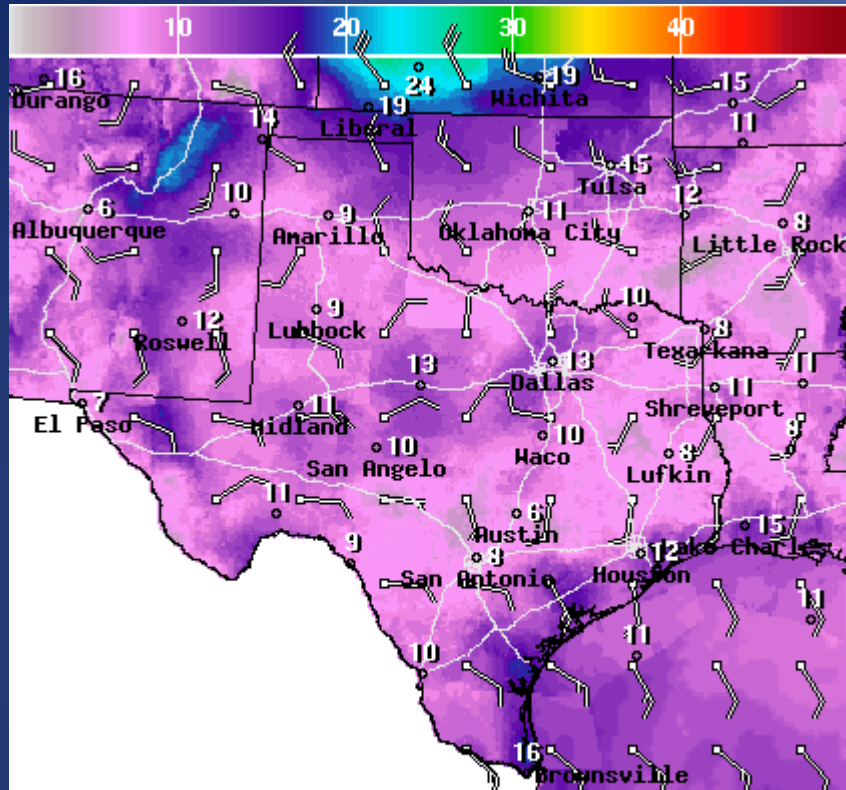 10 20 30 40
24
16 19 19
Durango Wichita
15
Liberal
14 11
15
Tulsa
6 10 9 11 12 8
Albuquerque Amarillo Oklahoma City Little Rock
12 9 10 8
Roswell Lubbock Texarkana
13 13
Dallas
7 11 11 11
El Paso Midland Shreveport
10 10 8 8
San Angelo Waco Lufkin
11 6 15
Austin Lake Charles
9 8 12
San Antonio Houston
11
11
10
16
Brownsville